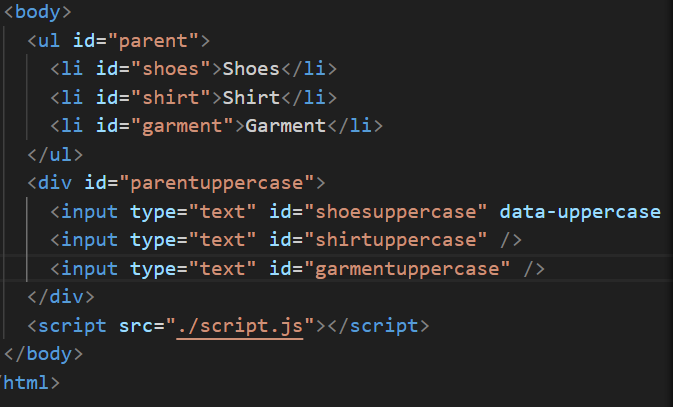 <body>
<ul id="parent">
<li id="shoes">Shoes</li>
<li id="shirt">Shirt</li>
<li id="garment">Garment</li>
</ul>
<div id="parentuppercase">
<input type="text" id="shoesuppercase" data-uppercase
<input type="text" id="shirtuppercase" />
<input type="text" id="garmentuppercase" />
</div>
<script src="./script.js"></script>
</body>
/html>